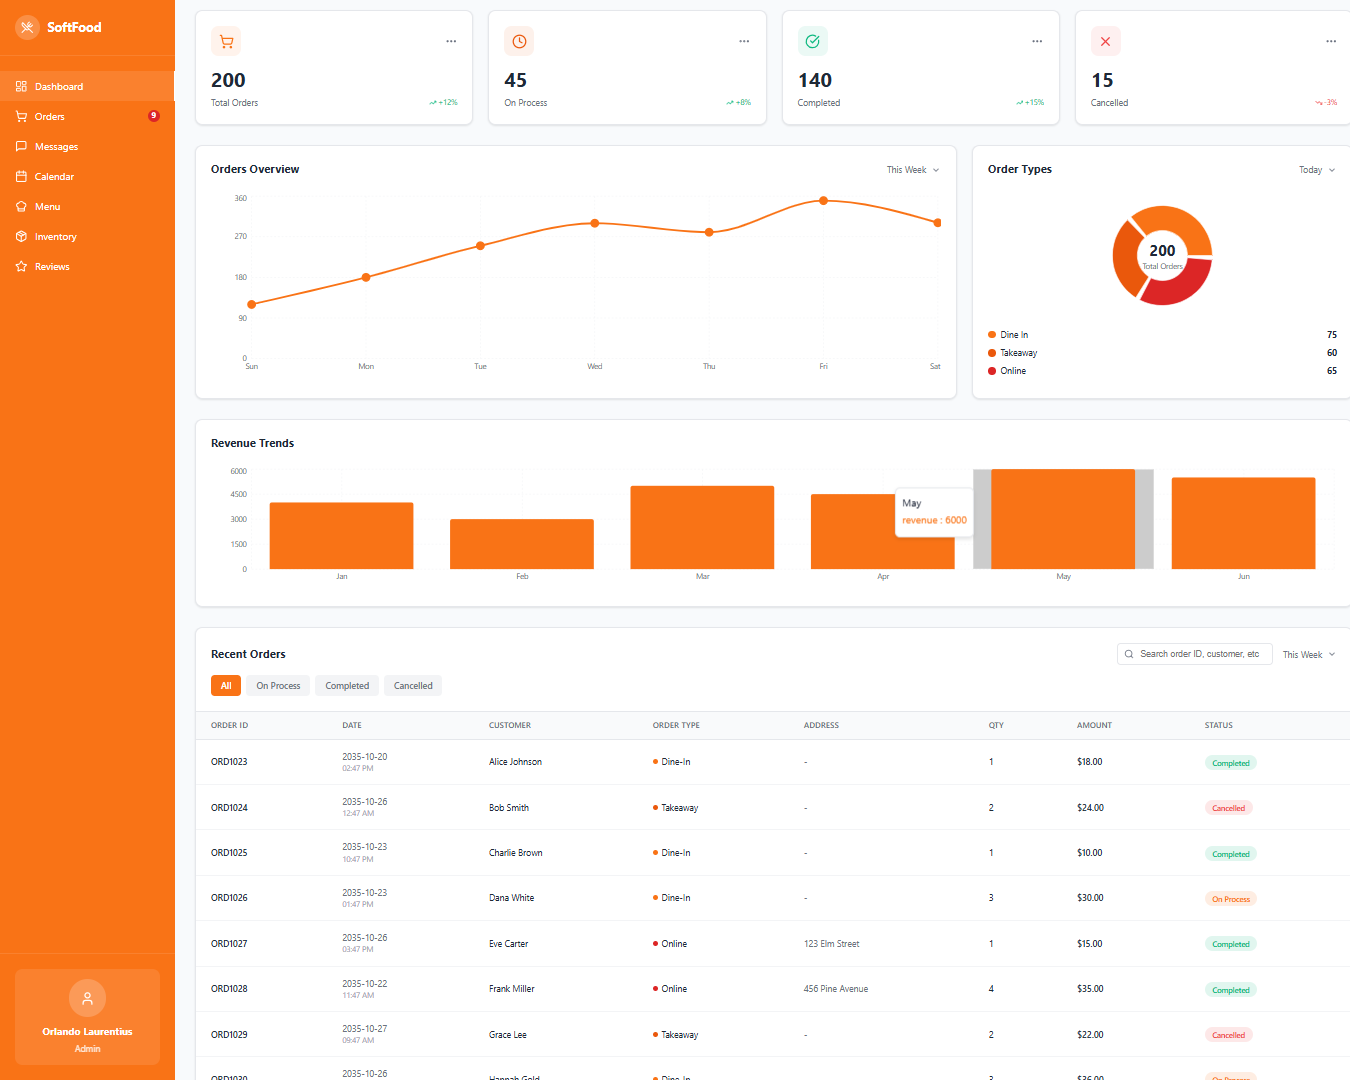 SoftFood
Dashboard
Orders 9
Messages
Calendar
Menu
Inventory
Reviews
Orlando Laurentius
Admin
200
Total Orders +12%
45
On Process +8%
140
Completed +15%
15
Cancelled -3%
Orders Overview This Week
360
270
180
90
0
Sun Mon Tue Wed Thu Fri Sat
Order Types Today
200
Total Orders
Dine In 75
Takeaway 60
Online 65
Revenue Trends
6000
4500
3000
1500
0
May
revenue : 6000
Jan Feb Mar Apr May Jun
Recent Orders Search order ID, customer, etc This Week
All On Process Completed Cancelled
ORDER ID DATE CUSTOMER ORDER TYPE ADDRESS QTY AMOUNT STATUS
ORD1023 2035-10-20 02:47 PM Alice Johnson Dine-In - 1 $18.00 Completed
ORD1024 2035-10-26 12:47 AM Bob Smith Takeaway - 2 $24.00 Cancelled
ORD1025 2035-10-23 10:47 PM Charlie Brown Dine-In - 1 $10.00 Completed
ORD1026 2035-10-23 01:47 PM Dana White Dine-In - 3 $30.00 On Process
ORD1027 2035-10-26 03:47 PM Eve Carter Online 123 Elm Street 1 $15.00 Completed
ORD1028 2035-10-22 11:47 AM Frank Miller Online 456 Pine Avenue 4 $35.00 Completed
ORD1029 2035-10-27 09:47 AM Grace Lee Takeaway - 2 $22.00 Cancelled
ORD1030 2035-10-26 Hannah Gold Dine-In 3 $36.00 On Process